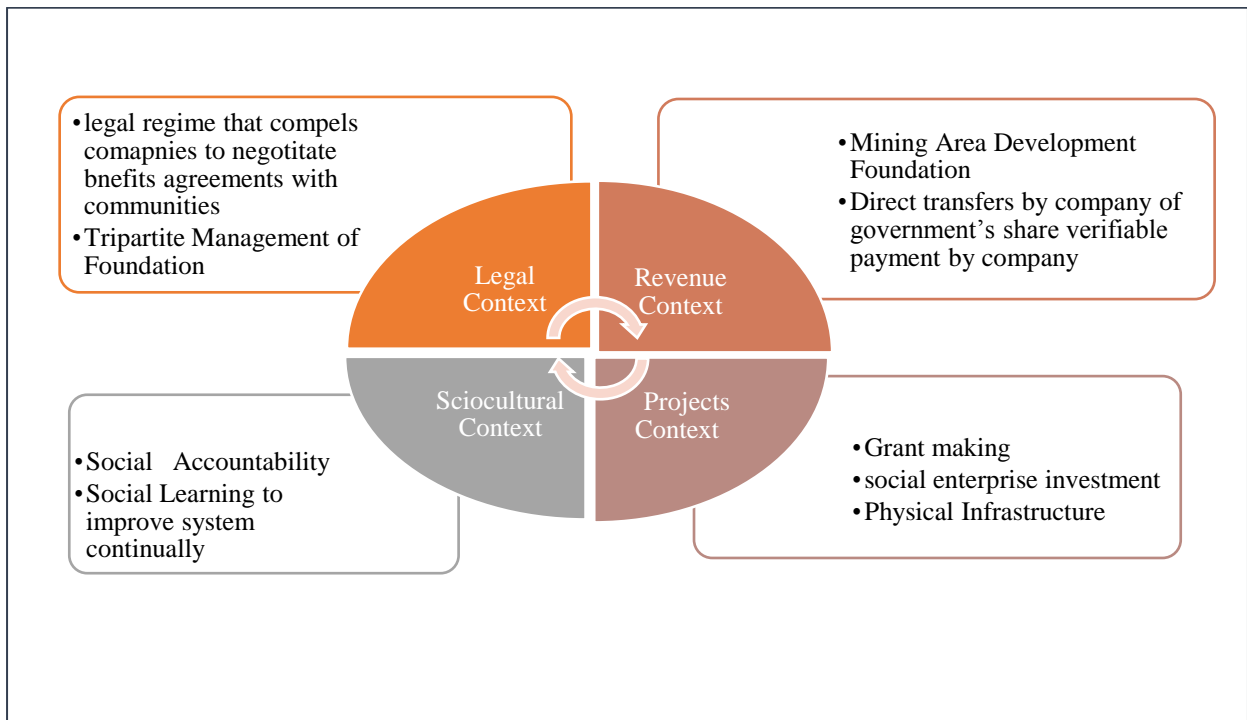 •legal regime that compels
comapnies to negotitate
bnefits agreements with
communities
•Tripartite Management of
Foundation
•Mining Area Development
Foundation
•Direct transfers by company of
government’s share verifiable
payment by company
Legal
Context
Revenue
Context
Sciocultural
Context
Projects
Context
•Social Accountability
•Social Learning to
improve system
continually
•Grant making
•social enterprise investment
•Physical Infrastructure